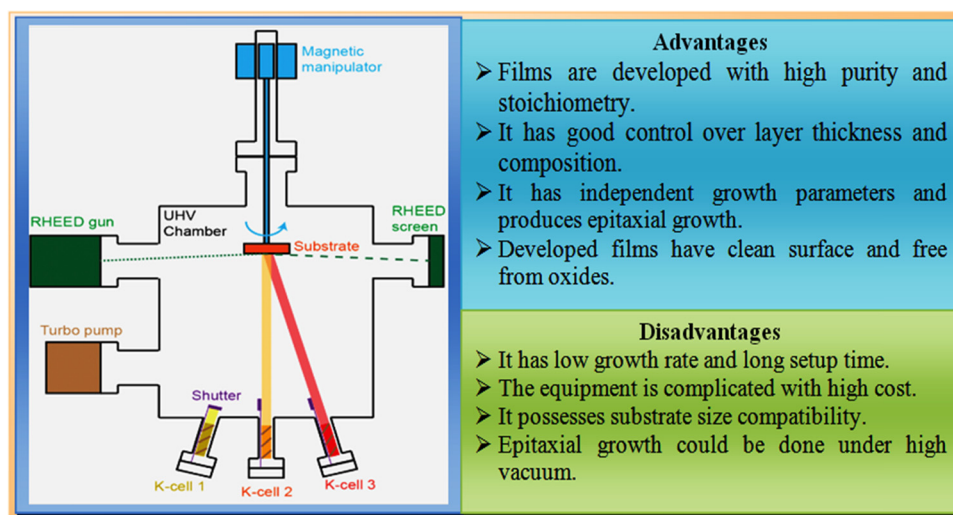 Magnetic
manipulator
RHEED gun
UHV
Chamber
RHEED
screen
Substrate
Turbo pump
Shutter
K-cell 1
K-cell 2
K-cell 3
Advantages
➢ Films are developed with high purity and
stoichiometry.
➢ It has good control over layer thickness and
composition.
➢ It has independent growth parameters and
produces epitaxial growth.
➢ Developed films have clean surface and free
from oxides.
Disadvantages
➢ It has low growth rate and long setup time.
➢ The equipment is complicated with high cost.
➢ It possesses substrate size compatibility.
➢ Epitaxial growth could be done under high
vacuum.